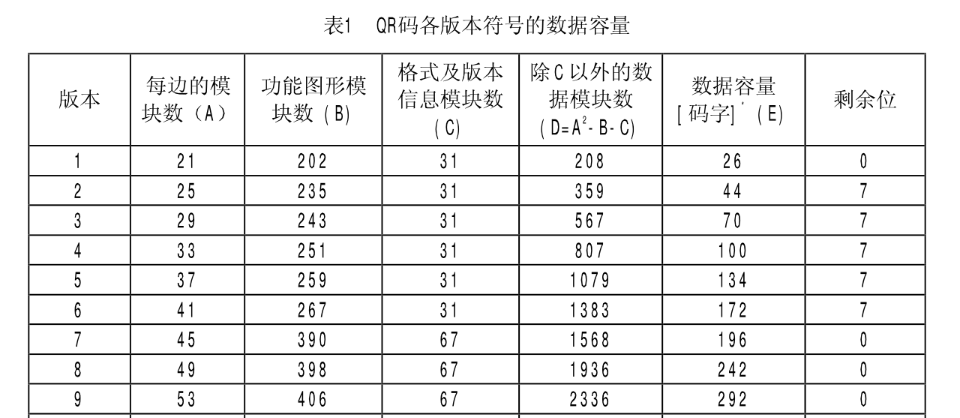 表1 QR码各版本符号的数据容量
版本 每边的模块数（A） 功能图形模块数 (B) 格式及版本信息模块数 (C) 除C以外的数据模块数 (D=A²-B-C) 数据容量 [码字]* (E) 剩余位
1 21 202 31 208 26 0
2 25 235 31 359 44 7
3 29 243 31 567 70 7
4 33 251 31 807 100 7
5 37 259 31 1079 134 7
6 41 267 31 1383 172 7
7 45 390 67 1568 196 0
8 49 398 67 1936 242 0
9 53 406 67 2336 292 0